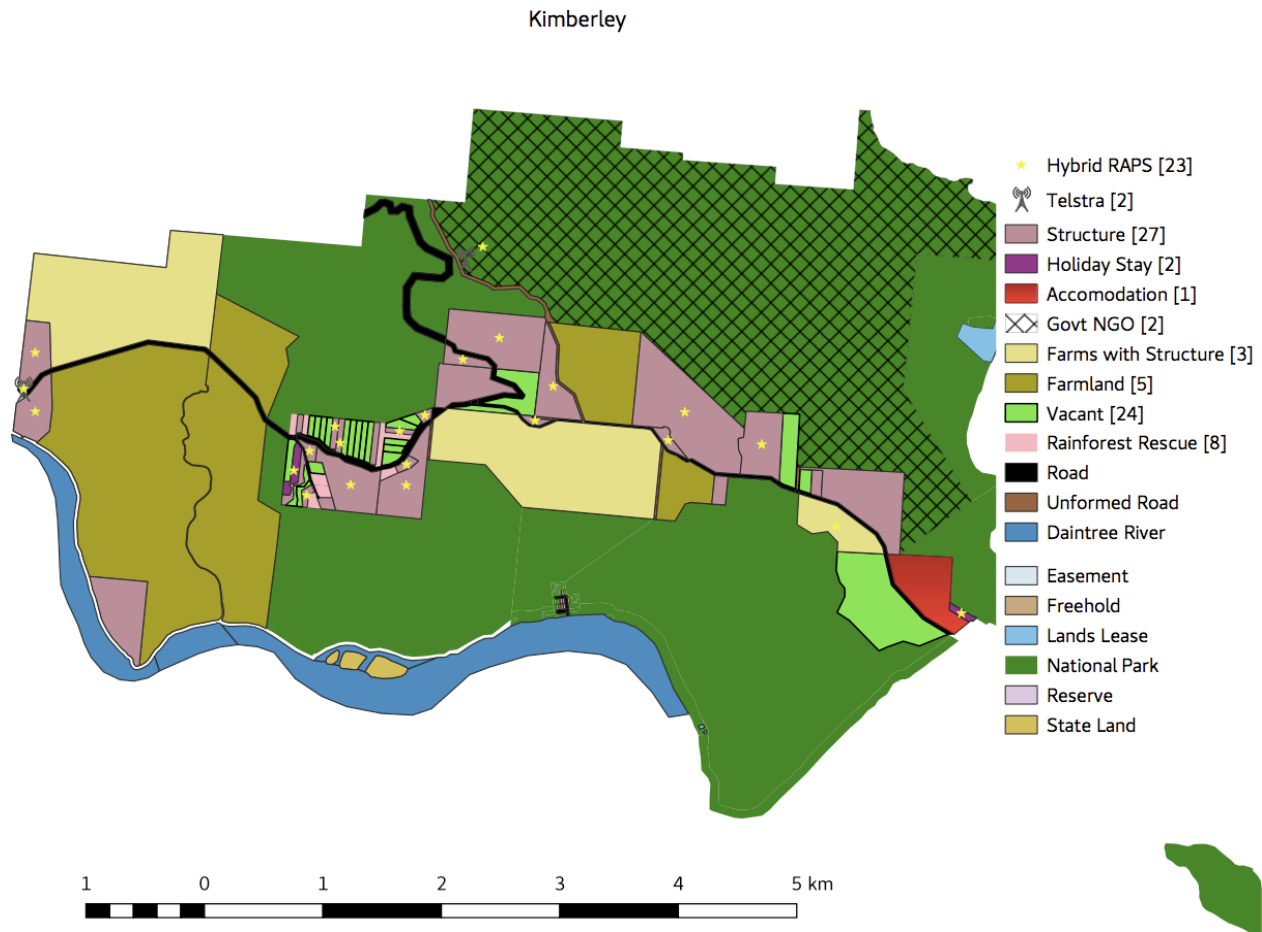 Kimberley
Hybrid RAPS [23]
Telstra [2]
Structure [27]
Holiday Stay [2]
Accomodation [1]
Govt NGO [2]
Farms with Structure [3]
Farmland [5]
Vacant [24]
Rainforest Rescue [8]
Road
Unformed Road
Daintree River
Easement
Freehold
Lands Lease
National Park
Reserve
State Land
1 0 1 2 3 4 5 km